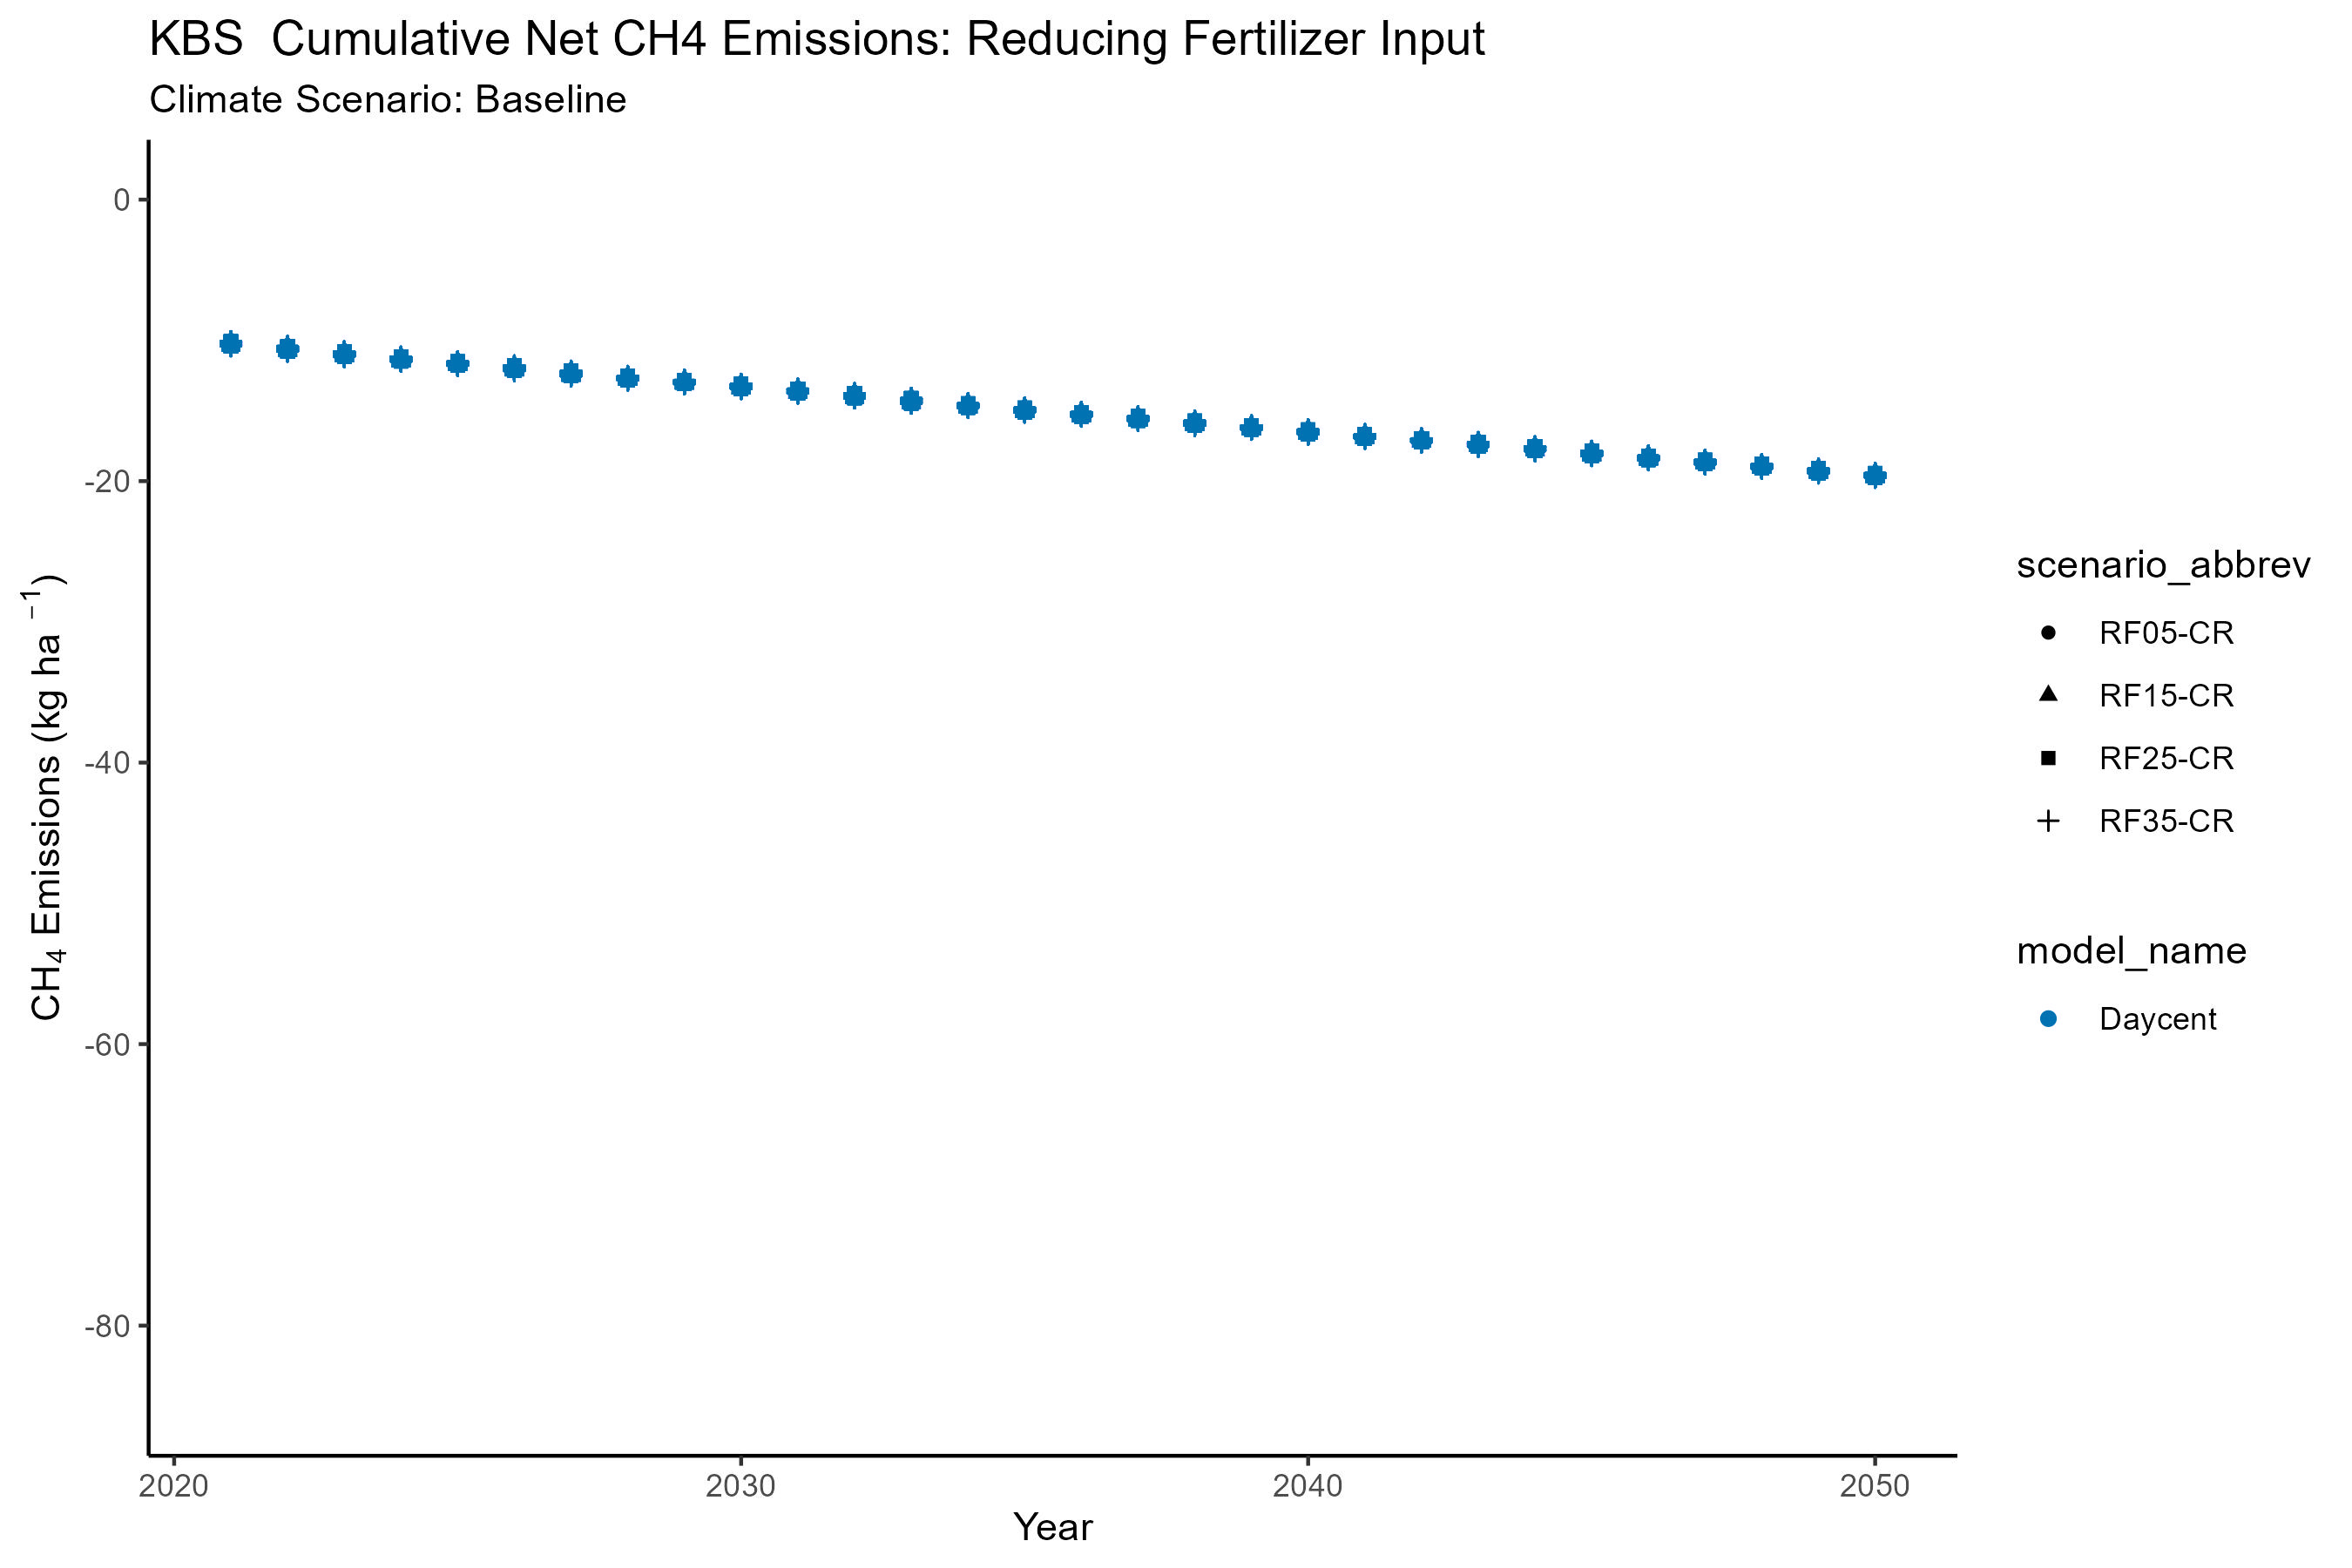 KBS  Cumulative Net CH4 Emissions: Reducing Fertilizer Input
Climate Scenario: Baseline
CH4 Emissions (kg ha −1)
0
-20
-40
-60
-80
2020 2030 2040 2050
Year
scenario_abbrev
RF05-CR
RF15-CR
RF25-CR
RF35-CR
model_name
Daycent